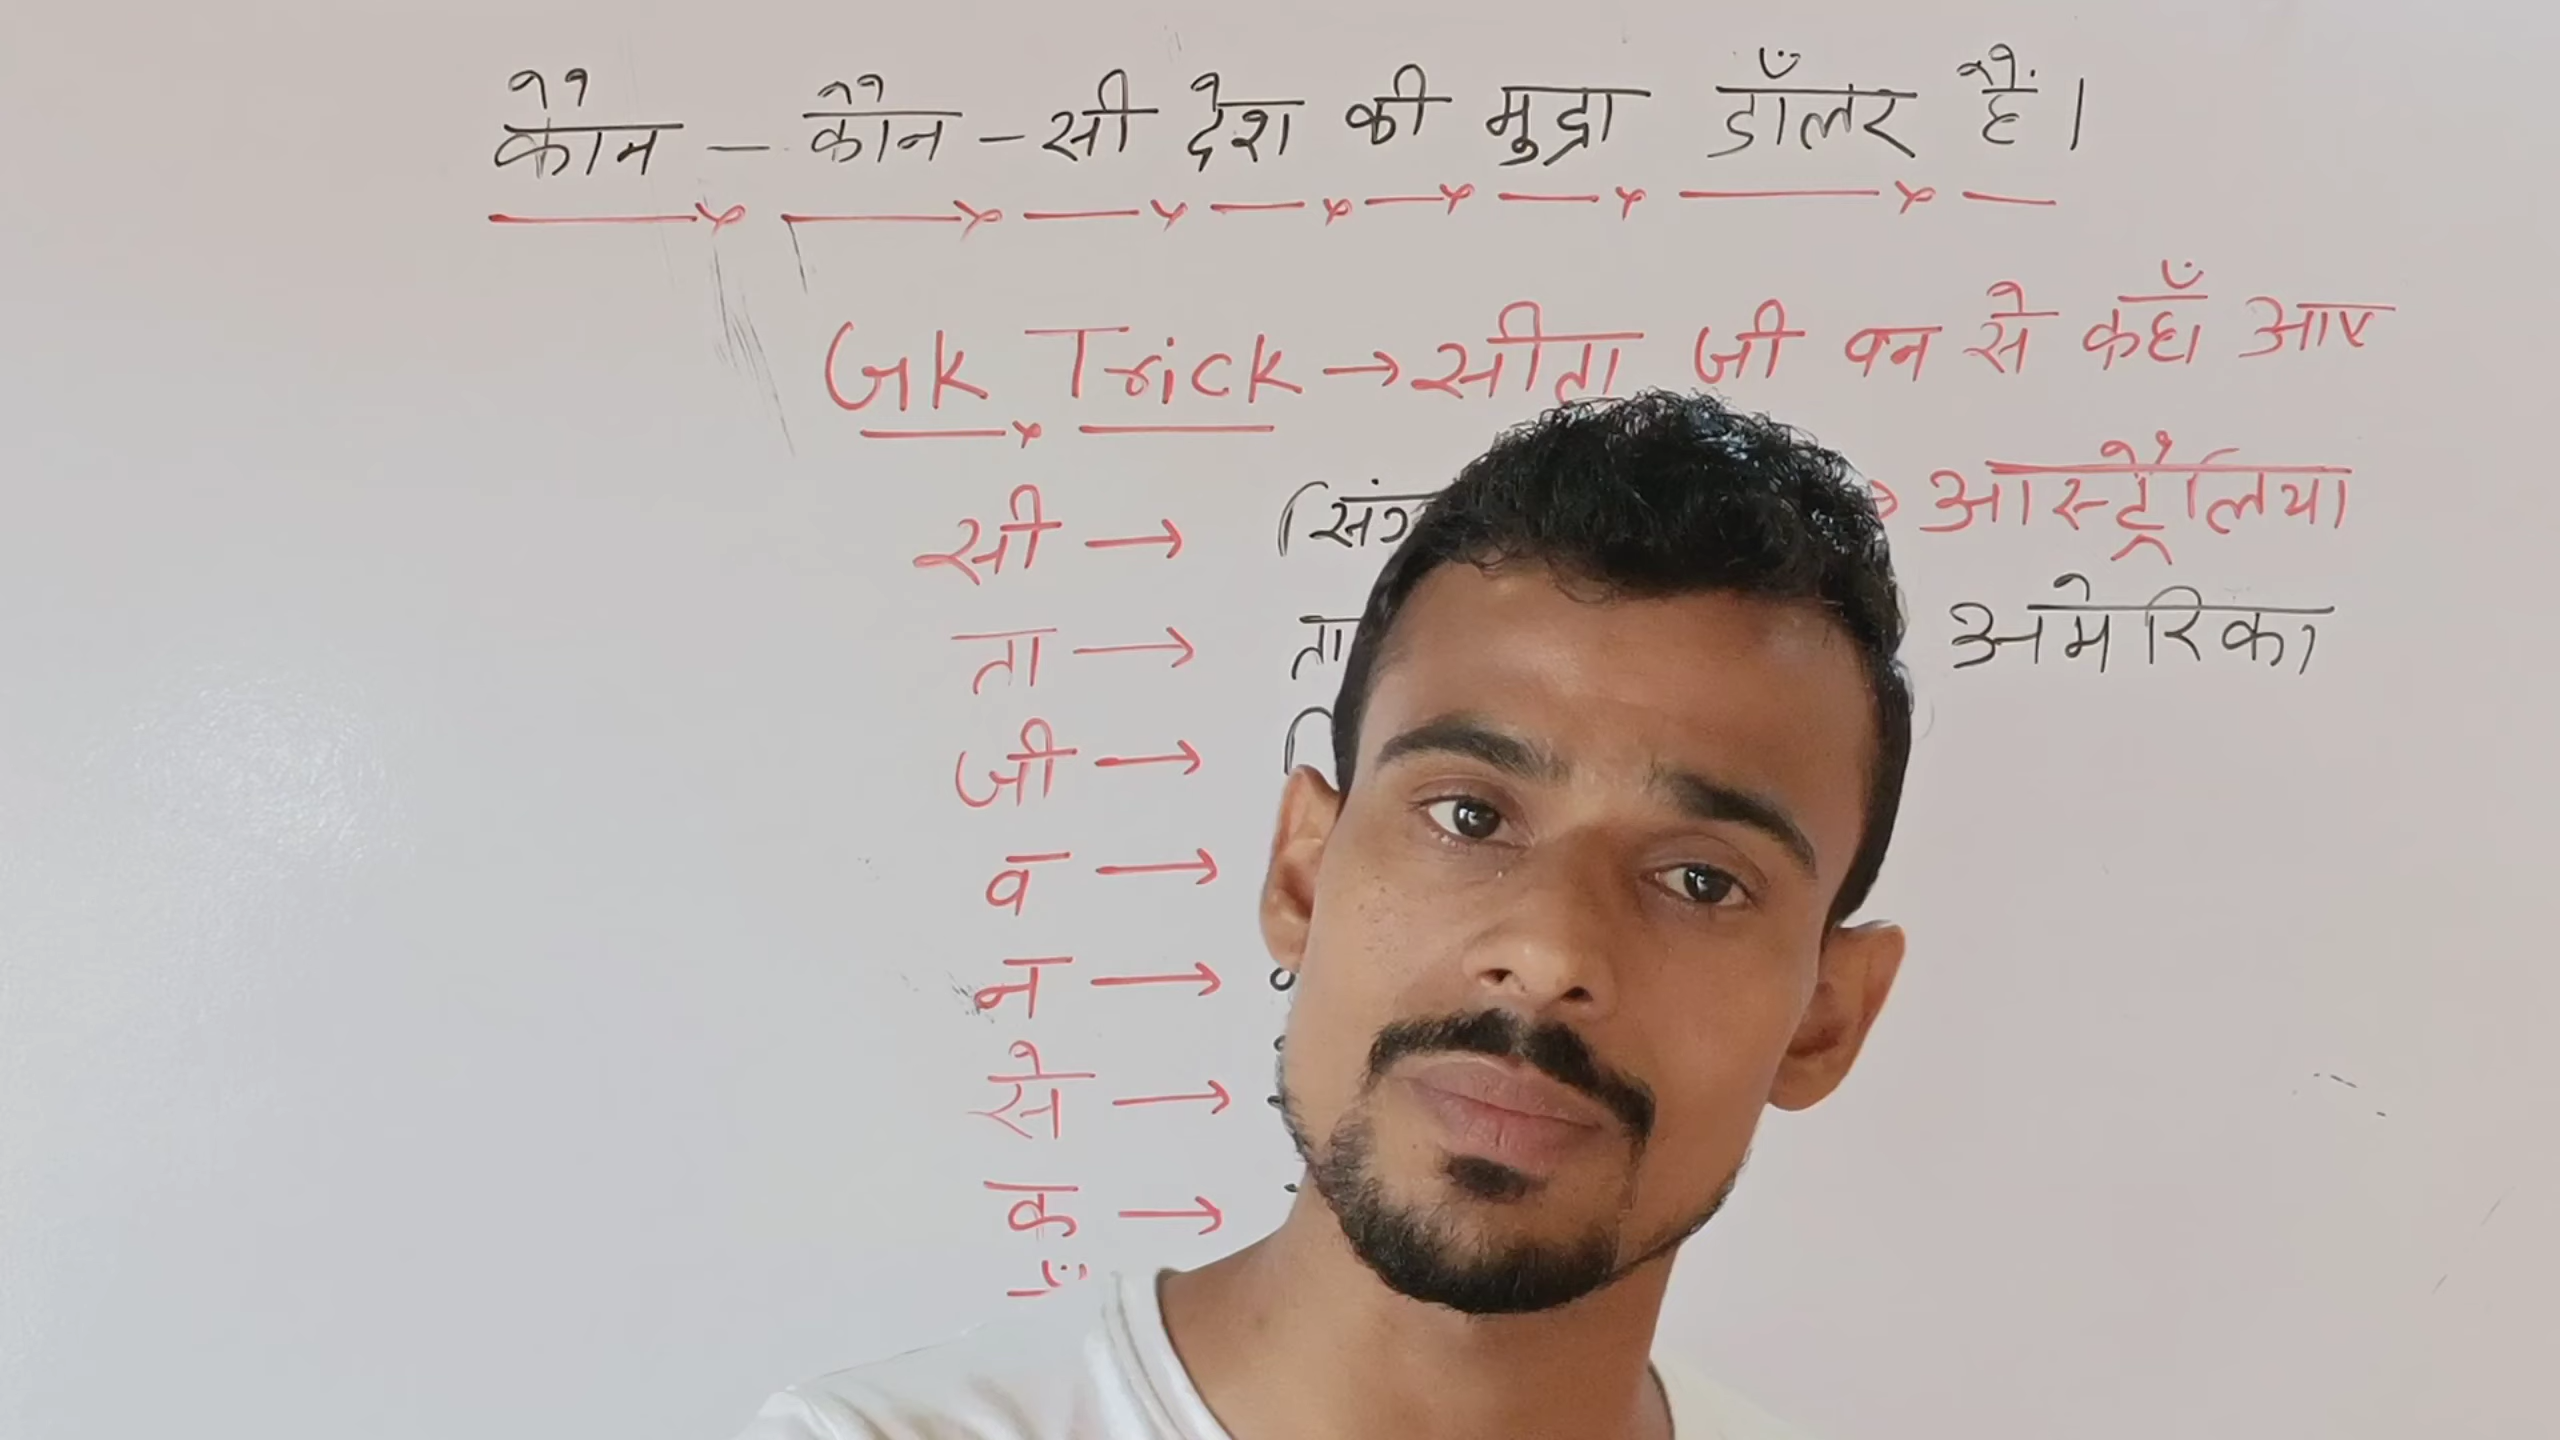 कौन - कौन - सी देश की मुद्रा डॉलर है।
GK Trick → सीता जी वन से कहाँ आए
सी →
→ आस्ट्रैलिया
ता → ता
अमेरिका
जी →
व →
न →
से →
क →